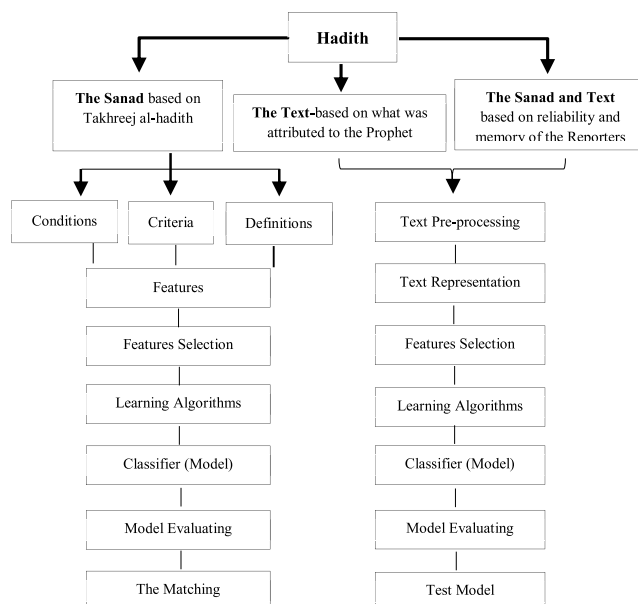 Hadith
The Sanad based on
Takhreej al-hadith
The Text-based on what was
attributed to the Prophet
The Sanad and Text
based on reliability and
memory of the Reporters
Conditions
Criteria
Definitions
Features
Features Selection
Learning Algorithms
Classifier (Model)
Model Evaluating
The Matching
Text Pre-processing
Text Representation
Features Selection
Learning Algorithms
Classifier (Model)
Model Evaluating
Test Model